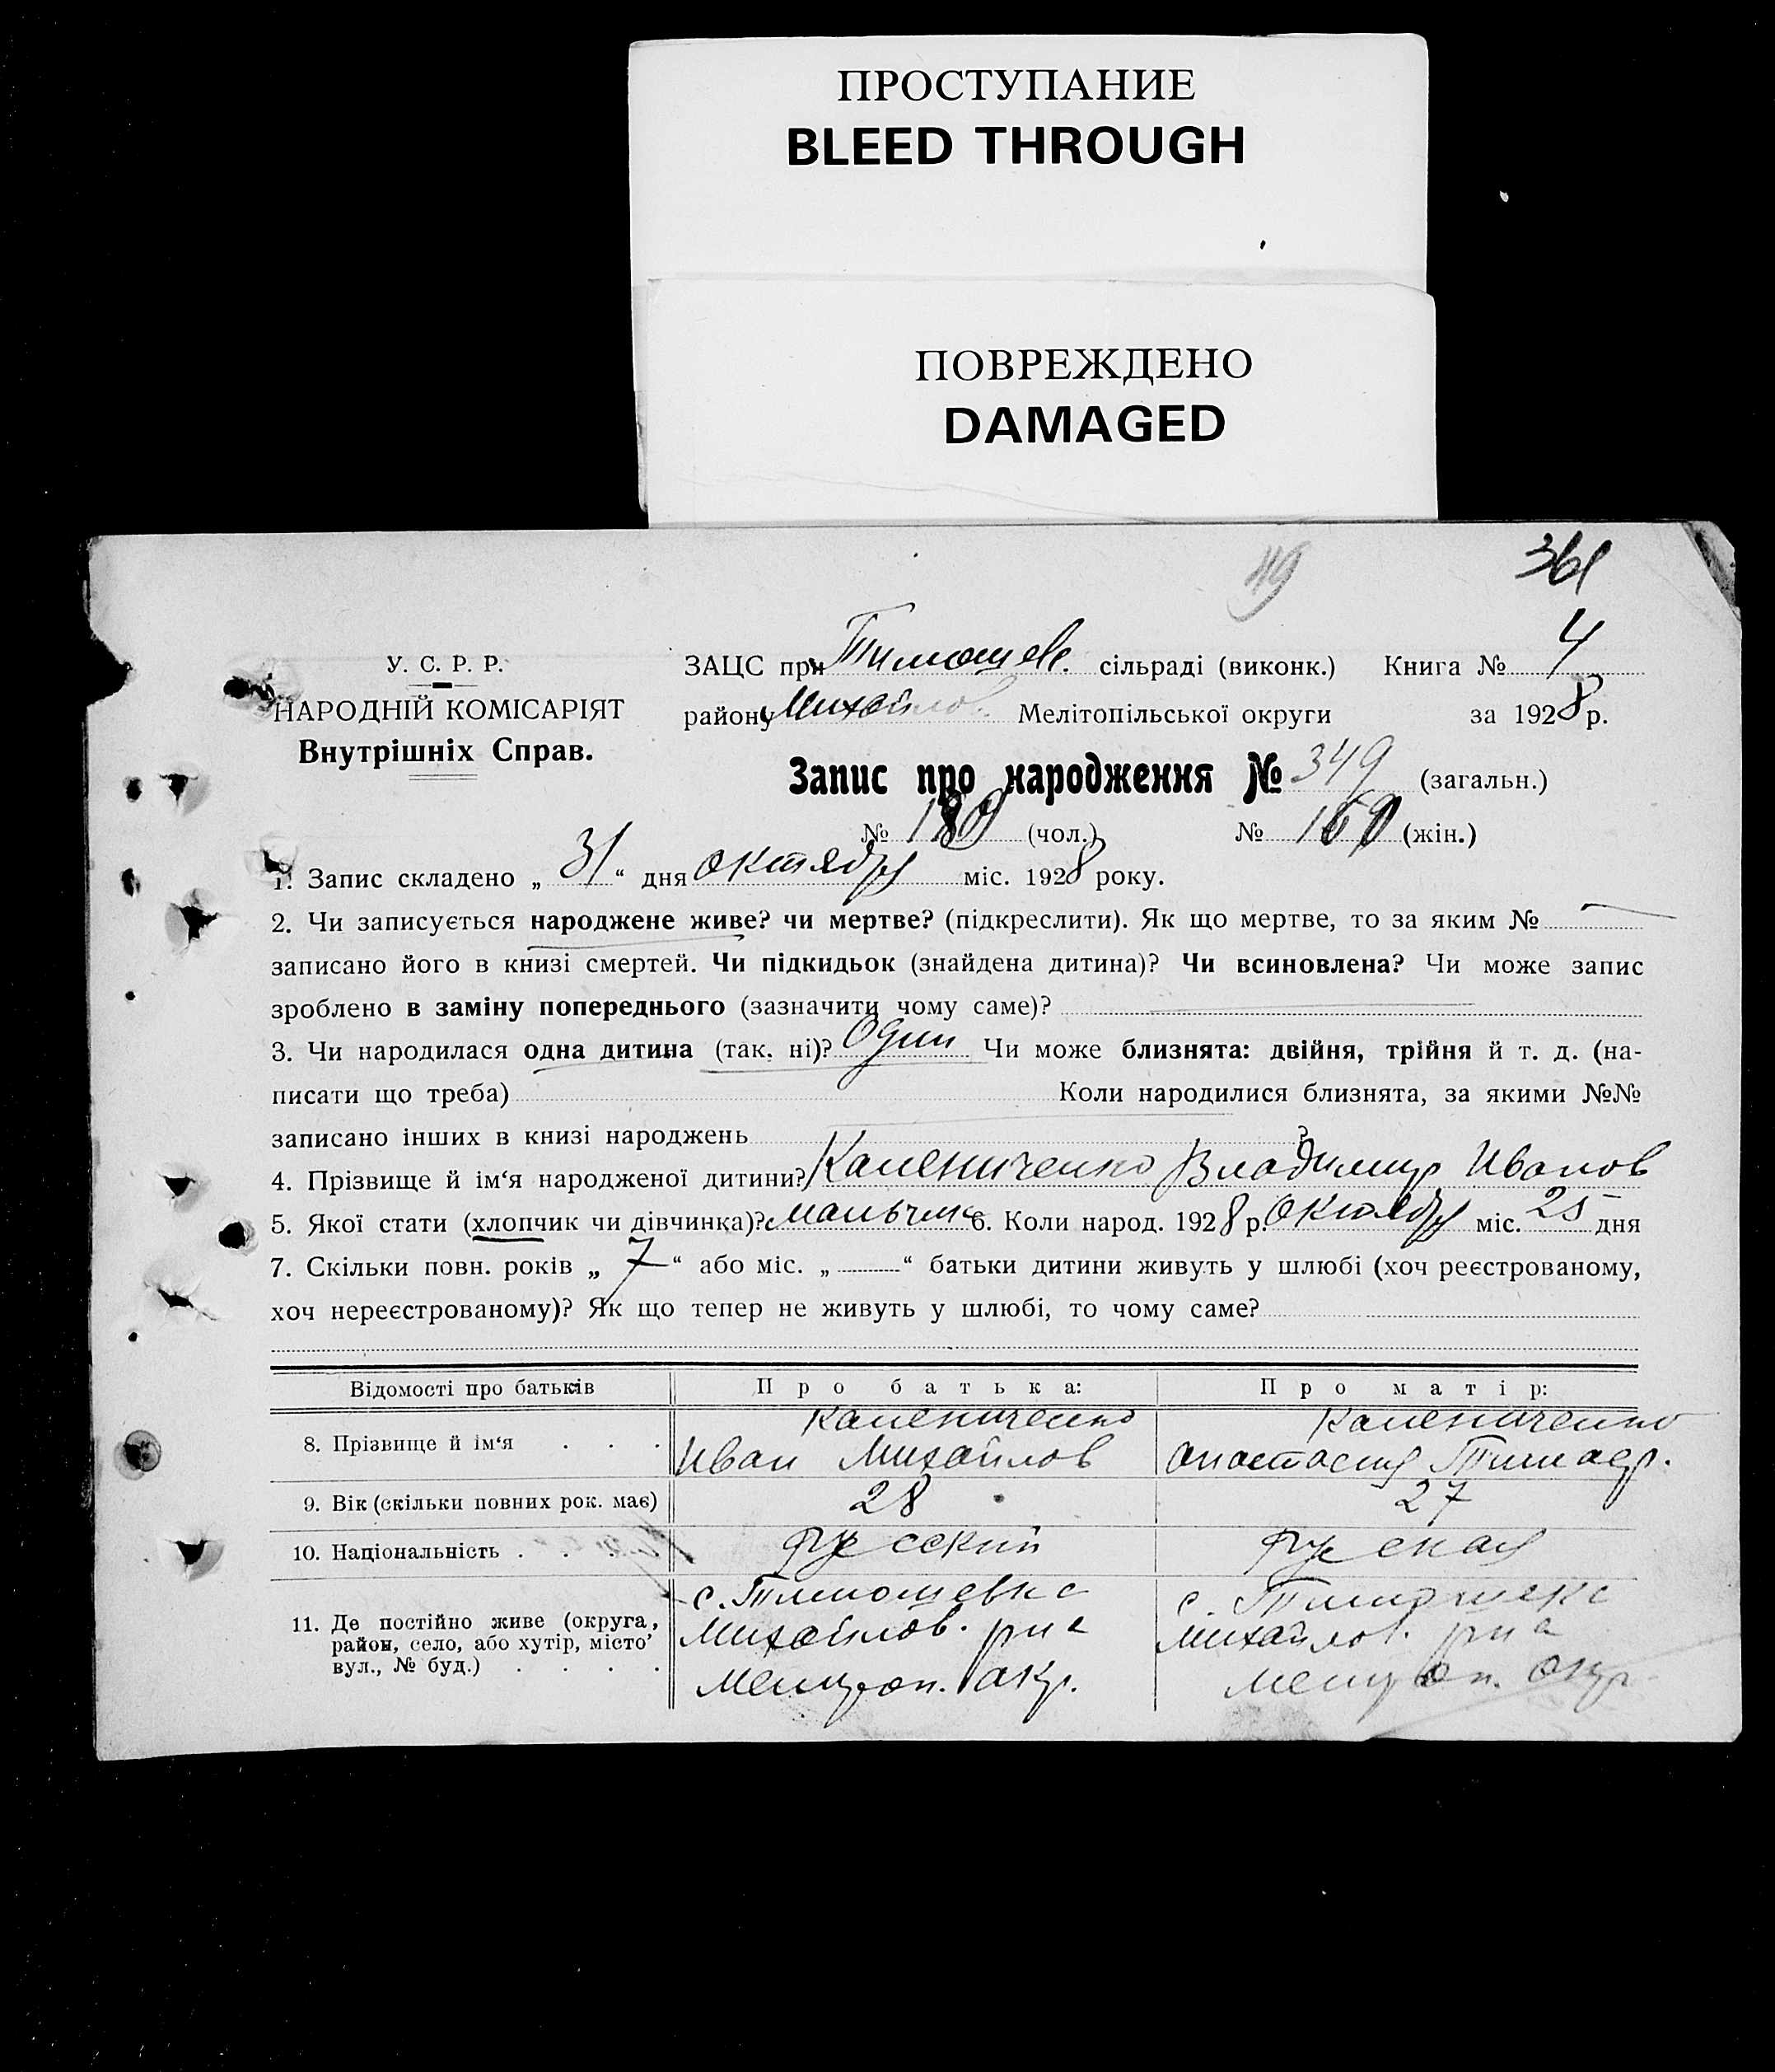 ПРОСТУПАНИЕ
BLEED THROUGH
ПОВРЕЖДЕНО
DAMAGED
119 361
У. С. Р. Р.
НАРОДНІЙ КОМІСАРІЯТ
Внутрішніх Справ.
ЗАЦС при Тимошев. сільраді (виконк.) Книга № 4
району Михайлов. Мелітопільської округи за 1928 р.
Запис про народження № 349 (загальн.)
№ (чол.) № (жін.)
1. Запис складено „ 31 “ дня октября міс. 1928 року.
2. Чи записується народжене живе? чи мертве? (підкреслити). Як що мертве, то за яким №
записано його в книзі смертей. Чи підкидьок (знайдена дитина)? Чи всиновлена? Чи може запис
зроблено в заміну попереднього (зазначити чому саме)?
3. Чи народилася одна дитина (так, ні)? Один Чи може близнята: двійня, трійня й т. д. (на-
писати що треба) Коли народилися близнята, за якими №№
записано інших в книзі народжень ?
4. Прізвище й ім‘я народженої дитини? Калениченко Владимир Иванов
5. Якої стати (хлопчик чи дівчинка)? мальчик 6. Коли народ. 1928 р. Октября міс. 25 дня
7. Скільки повн. років „ 7 “ або міс. „ — “ батьки дитини живуть у шлюбі (хоч реєстрованому,
хоч нереєстрованому)? Як що тепер не живуть у шлюбі, то чому саме?
Відомості про батьків Про батька: Про матір:
8. Прізвище й ім‘я . . . Калениченко Иван Михайлов Калениченко Анастасия
9. Вік (скільки повних рок. має) 28 27
10. Національність . . . . русский руская
11. Де постійно живе (округа, район, село, або хутір, місто, вул., № буд.) . . . .
с. Тимошевка с. Тимошевка
Михайлов. р-на Михайлов. р-на
Мелитоп. окр. Мелитоп. окр.